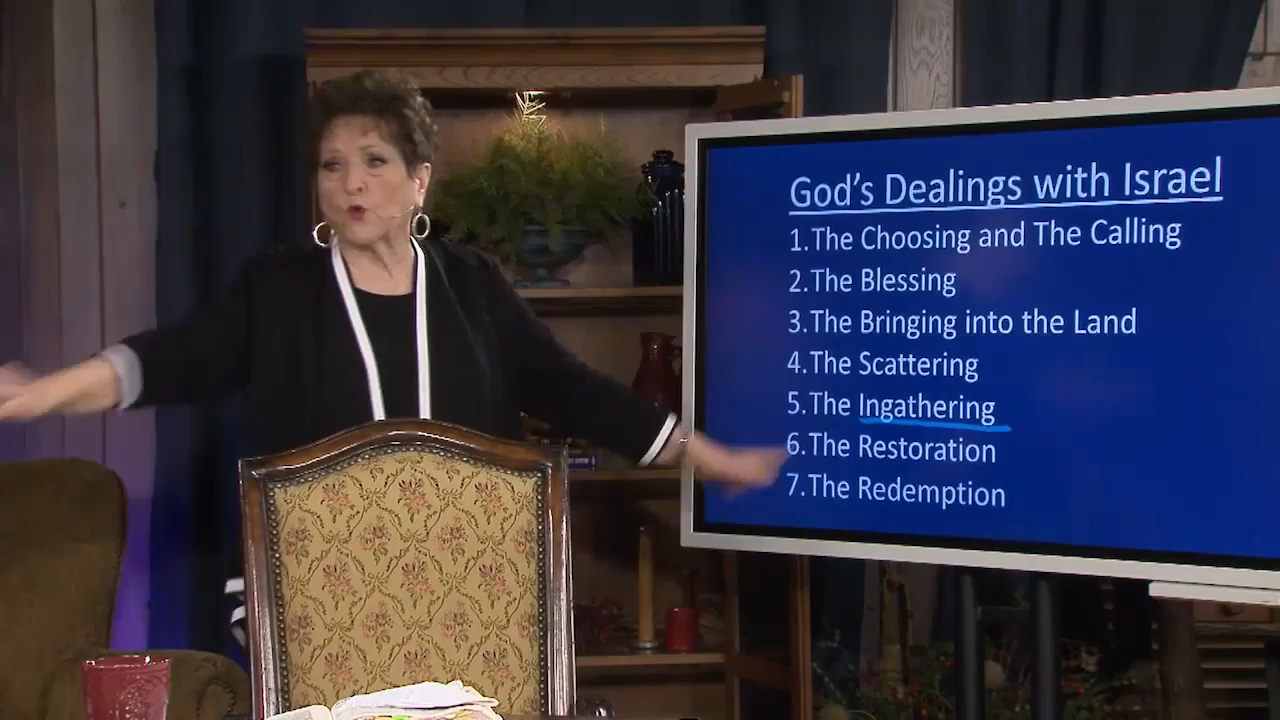 God's Dealings with Israel
1.The Choosing and The Calling
2.The Blessing
3.The Bringing into the Land
4.The Scattering
5.The Ingathering
6.The Restoration
7.The Redemption